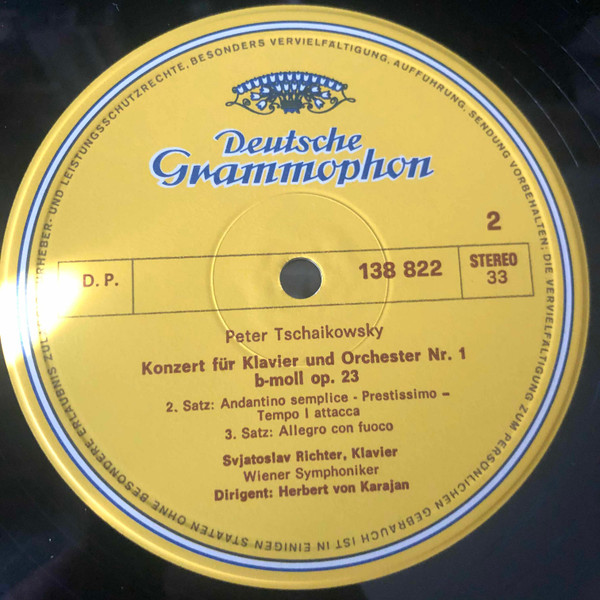 Deutsche
Grammophon
2
D. P.
138 822
STEREO
33
Peter Tschaikowsky
Konzert für Klavier und Orchester Nr. 1
b-moll op. 23
2. Satz: Andantino semplice - Prestissimo –
Tempo I attacca
3. Satz: Allegro con fuoco
Svjatoslav Richter, Klavier
Wiener Symphoniker
Dirigent: Herbert von Karajan
URHEBER- UND LEISTUNGSSCHUTZRECHTE, BESONDERS VERVIELFÄLTIGUNG, AUFFÜHRUNG, SENDUNG VORBEHALTEN: DIE VERVIELFÄLTIGUNG ZUM PERSÖNLICHEN GEBRAUCH IST IN EINIGEN STAATEN OHNE BESONDERE ERLAUBNIS